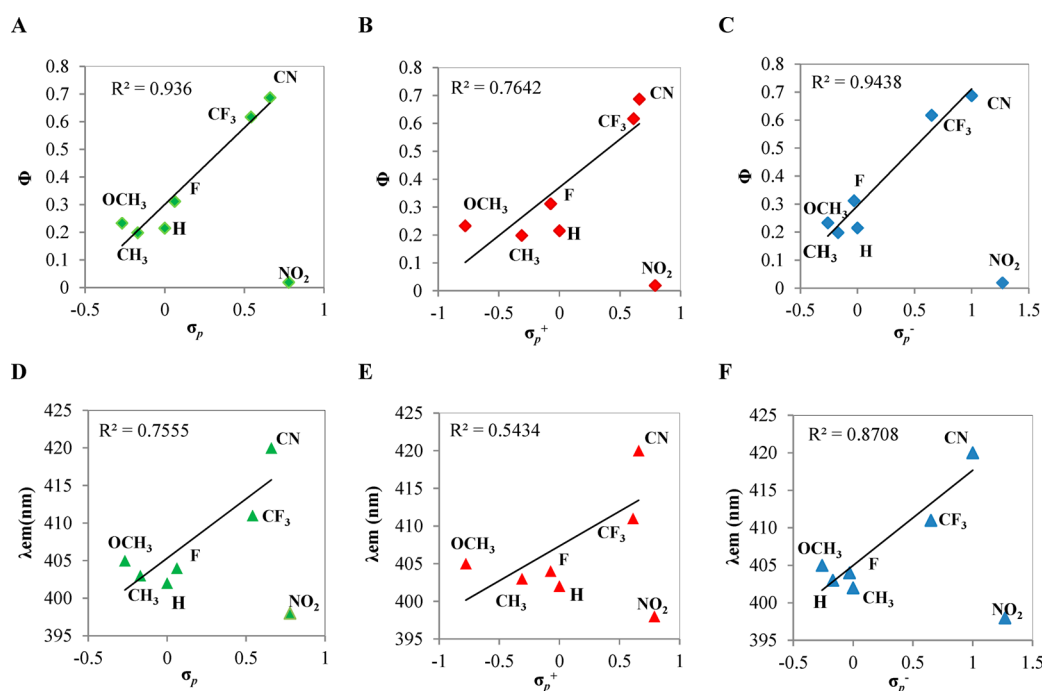 A
B
C
R² = 0.936
CN
CF₃
OCH₃
F
H
CH₃
NO₂
Φ
0.8
0.7
0.6
0.5
0.4
0.3
0.2
0.1
0
-0.5 0 0.5 1
σp
R² = 0.7642
CN
CF₃
OCH₃
F
H
CH₃
NO₂
Φ
0.8
0.7
0.6
0.5
0.4
0.3
0.2
0.1
0
-1 -0.5 0 0.5 1
σp⁺
R² = 0.9438
CN
CF₃
F
OCH₃
CH₃
H
NO₂
Φ
0.8
0.7
0.6
0.5
0.4
0.3
0.2
0.1
0
-0.5 0 0.5 1 1.5
σp⁻
D
E
F
R² = 0.7555
CN
CF₃
OCH₃
F
CH₃
H
NO₂
λem(nm)
425
420
415
410
405
400
395
-0.5 0 0.5 1
σp
R² = 0.5434
CN
CF₃
OCH₃
F
CH₃
H
NO₂
λem (nm)
425
420
415
410
405
400
395
-1 -0.5 0 0.5 1
σp⁺
R² = 0.8708
CN
CF₃
OCH₃
F
H
CH₃
NO₂
λem (nm)
425
420
415
410
405
400
395
-0.5 0 0.5 1 1.5
σp⁻